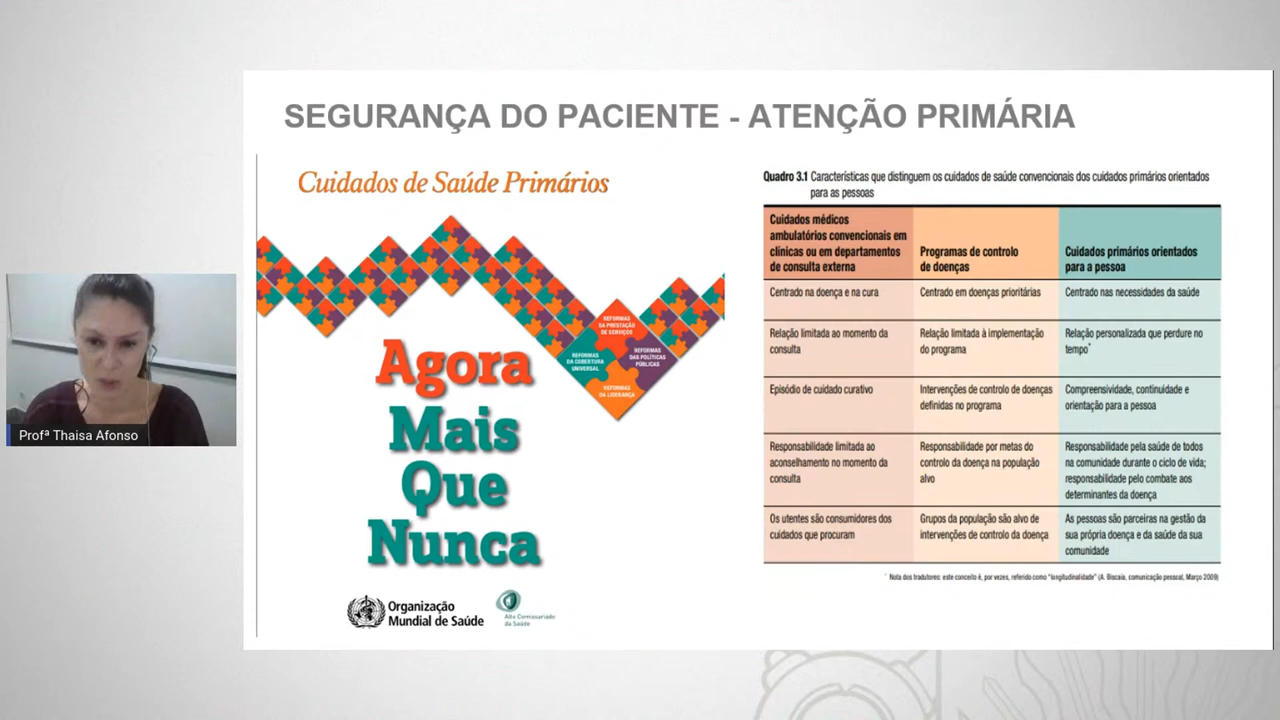 SEGURANÇA DO PACIENTE - ATENÇÃO PRIMÁRIA
Cuidados de Saúde Primários
REFORMAS
DA PRESTAÇÃO
DE SERVIÇOS
REFORMAS
DA COBERTURA
UNIVERSAL
REFORMAS
DAS POLÍTICAS
PÚBLICAS
REFORMAS
DA LIDERANÇA
Agora
Mais
Que
Nunca
Organização
Mundial de Saúde
Alto Comissariado
da Saúde
Profª Thaisa Afonso
Quadro 3.1 Características que distinguem os cuidados de saúde convencionais dos cuidados primários orientados
para as pessoas
Cuidados médicos
ambulatórios convencionais em
clínicas ou em departamentos
de consulta externa
Programas de controlo
de doenças
Cuidados primários orientados
para a pessoa
Centrado na doença e na cura
Centrado em doenças prioritárias
Centrado nas necessidades da saúde
Relação limitada ao momento da
consulta
Relação limitada à implementação
do programa
Relação personalizada que perdure no
tempo*
Episódio de cuidado curativo
Intervenções de controlo de doenças
definidas no programa
Compreensividade, continuidade e
orientação para a pessoa
Responsabilidade limitada ao
aconselhamento no momento da
consulta
Responsabilidade por metas do
controlo da doença na população
alvo
Responsabilidade pela saúde de todos
na comunidade durante o ciclo de vida;
responsabilidade pelo combate aos
determinantes da doença
Os utentes são consumidores dos
cuidados que procuram
Grupos da população são alvo de
intervenções de controlo da doença
As pessoas são parceiras na gestão da
sua própria doença e da saúde da sua
comunidade
* Nota dos tradutores: este conceito é, por vezes, referido como "longitudinalidade" (A. Biscaia, comunicação pessoal, Março 2009)